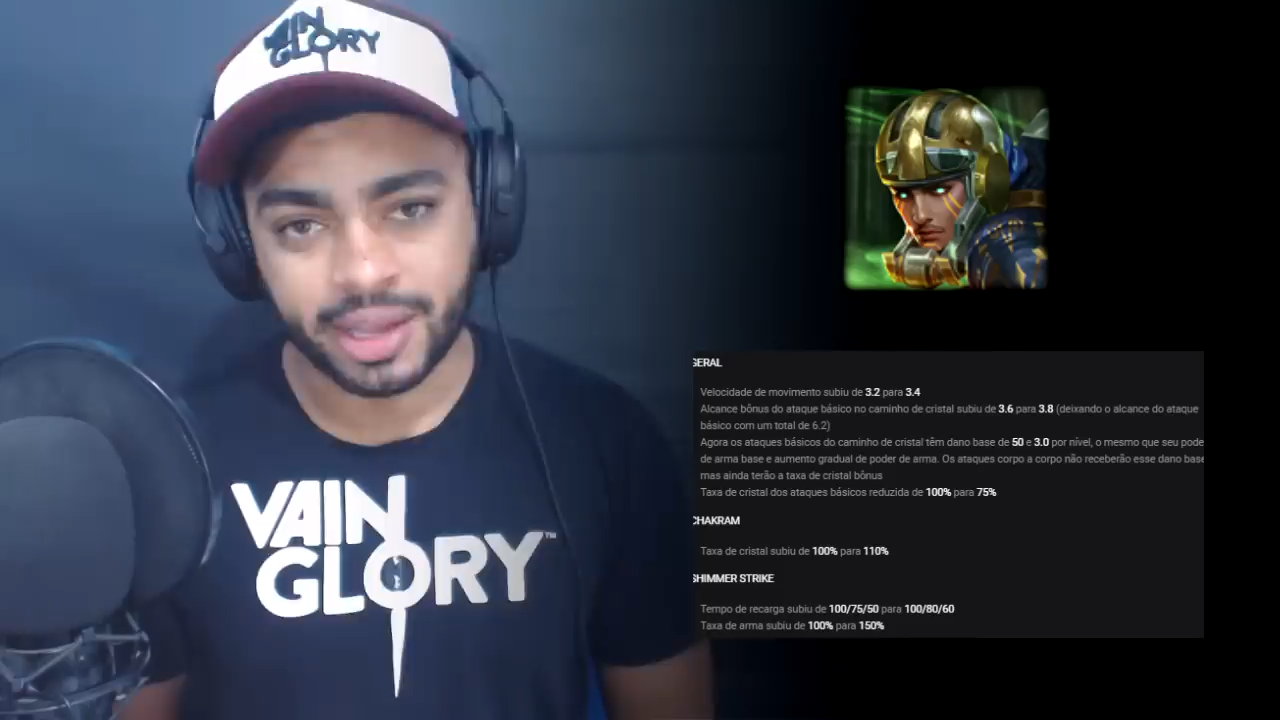 VAIN
GLORY
VAIN
GLORY™
GERAL
Velocidade de movimento subiu de 3.2 para 3.4
Alcance bônus do ataque básico no caminho de cristal subiu de 3.6 para 3.8 (deixando o alcance do ataque
básico com um total de 6.2)
Agora os ataques básicos do caminho de cristal têm dano base de 50 e 3.0 por nível, o mesmo que seu pode
de arma base e aumento gradual de poder de arma. Os ataques corpo a corpo não receberão esse dano base
mas ainda terão a taxa de cristal bônus
Taxa de cristal dos ataques básicos reduzida de 100% para 75%
CHAKRAM
Taxa de cristal subiu de 100% para 110%
SHIMMER STRIKE
Tempo de recarga subiu de 100/75/50 para 100/80/60
Taxa de arma subiu de 100% para 150%